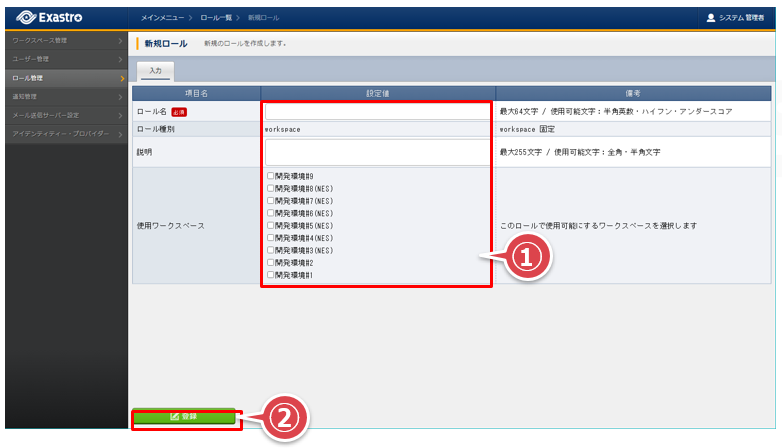 Exastro
メインメニュー > ロール一覧 > 新規ロール
システム 管理者
ワークスペース管理 >
ユーザー管理 >
ロール管理 >
通知管理 >
メール送信サーバー設定 >
アイデンティティー・プロバイダー >
新規ロール 新規のロールを作成します。
入力
項目名 設定値 備考
ロール名 必須 最大64文字 / 使用可能文字：半角英数・ハイフン・アンダースコア
ロール種別 workspace workspace 固定
説明 最大255文字 / 使用可能文字：全角・半角文字
使用ワークスペース
開発環境#9
開発環境#8(NES)
開発環境#7(NES)
開発環境#6(NES)
開発環境#5(NES)
開発環境#4(NES)
開発環境#3(NES)
開発環境#2
開発環境#1
このロールで使用可能にするワークスペースを選択します
①
登録
②